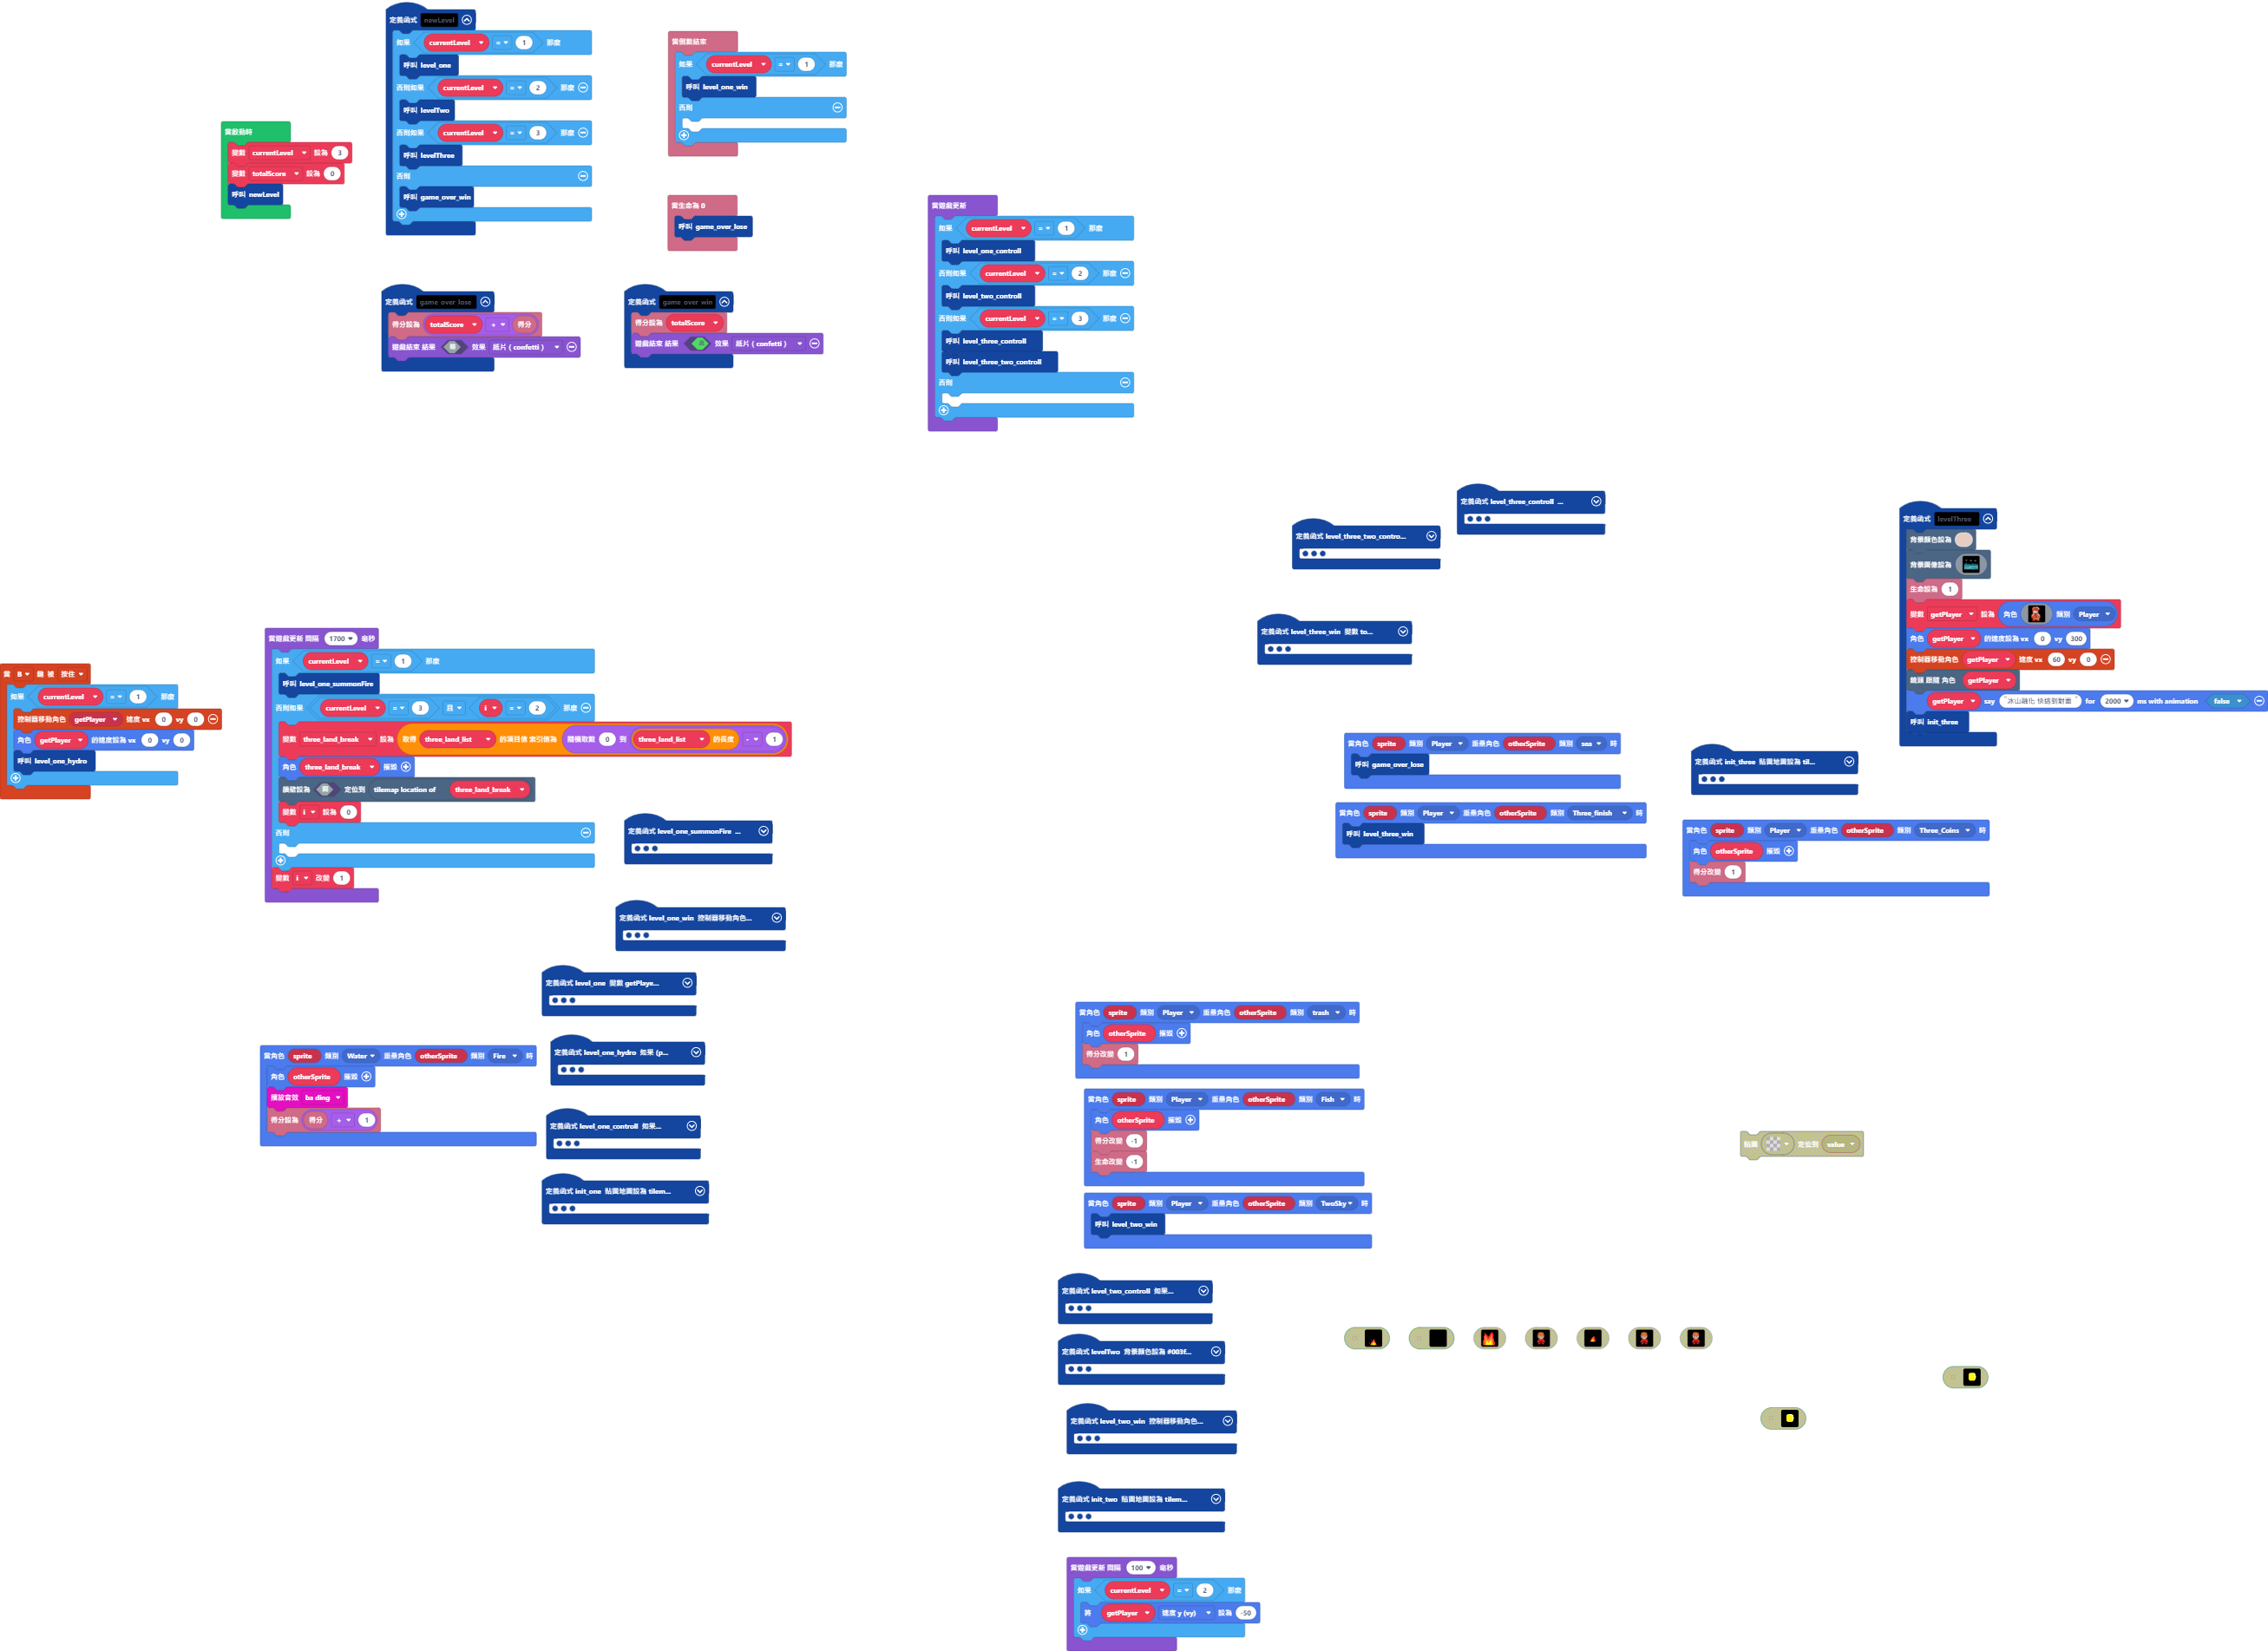 定義函式 newLevel
如果 currentLevel = 1 那麼
呼叫 level_one
否則如果 currentLevel = 2 那麼
呼叫 levelTwo
否則如果 currentLevel = 3 那麼
呼叫 levelThree
否則
呼叫 game_over_win
當倒數結束
如果 currentLevel = 1 那麼
呼叫 level_one_win
否則
當啟動時
變數 currentLevel 設為 3
變數 totalScore 設為 0
呼叫 newLevel
當生命為 0
呼叫 game_over_lose
當遊戲更新
如果 currentLevel = 1 那麼
呼叫 level_one_controll
否則如果 currentLevel = 2 那麼
呼叫 level_two_controll
否則如果 currentLevel = 3 那麼
呼叫 level_three_controll
呼叫 level_three_two_controll
否則
定義函式 game_over_lose
得分設為 totalScore + 得分
遊戲結束 結果 輸 效果 紙片 ( confetti )
定義函式 game_over_win
得分設為 totalScore
遊戲結束 結果 效果 紙片 ( confetti )
定義函式 level_three_controll ...
定義函式 level_three_two_contro...
定義函式 level_three_win 變數 to...
定義函式 levelThree
背景顏色設為
背景圖像設為
生命設為 1
變數 getPlayer 設為 角色 類別 Player
角色 getPlayer 的速度設為 vx 0 vy 300
控制器移動角色 getPlayer 速度 vx 60 vy 0
鏡頭 跟隨 角色 getPlayer
getPlayer say "冰山融化 快逃到對面" for 2000 ms with animation false
呼叫 init_three
當 B 鍵 被 按住
如果 currentLevel = 1 那麼
控制器移動角色 getPlayer 速度 vx 0 vy 0
角色 getPlayer 的速度設為 vx 0 vy 0
呼叫 level_one_hydro
當遊戲更新 間隔 1700 毫秒
如果 currentLevel = 1 那麼
呼叫 level_one_summonFire
否則如果 currentLevel = 3 且 i = 2 那麼
變數 three_land_break 設為 取得 three_land_list 的項目值 索引值為 隨機取數 0 到 three_land_list 的長度 - 1
角色 three_land_break 摧毀
牆壁設為 關 定位到 tilemap location of three_land_break
變數 i 設為 0
否則
變數 i 改變 1
定義函式 level_one_summonFire ...
定義函式 level_one_win 控制器移動角色...
定義函式 level_one 變數 getPlaye...
定義函式 level_one_hydro 如果 (p...
定義函式 level_one_controll 如果...
定義函式 init_one 貼圖地圖設為 tilem...
當角色 sprite 類別 Water 重疊角色 otherSprite 類別 Fire 時
角色 otherSprite 摧毀
播放音效 ba ding
得分設為 得分 + 1
當角色 sprite 類別 Player 重疊角色 otherSprite 類別 sea 時
呼叫 game_over_lose
當角色 sprite 類別 Player 重疊角色 otherSprite 類別 Three_finish 時
呼叫 level_three_win
定義函式 init_three 貼圖地圖設為 til...
當角色 sprite 類別 Player 重疊角色 otherSprite 類別 Three_Coins 時
角色 otherSprite 摧毀
得分改變 1
當角色 sprite 類別 Player 重疊角色 otherSprite 類別 trash 時
角色 otherSprite 摧毀
得分改變 1
當角色 sprite 類別 Player 重疊角色 otherSprite 類別 Fish 時
角色 otherSprite 摧毀
得分改變 -1
生命改變 -1
當角色 sprite 類別 Player 重疊角色 otherSprite 類別 TwoSky 時
呼叫 level_two_win
貼圖 定位到 value
定義函式 level_two_controll 如果...
定義函式 levelTwo 背景顏色設為 #003f...
定義函式 level_two_win 控制器移動角色...
定義函式 init_two 貼圖地圖設為 tilem...
當遊戲更新 間隔 100 毫秒
如果 currentLevel = 2 那麼
將 getPlayer 速度 y (vy) 設為 -50